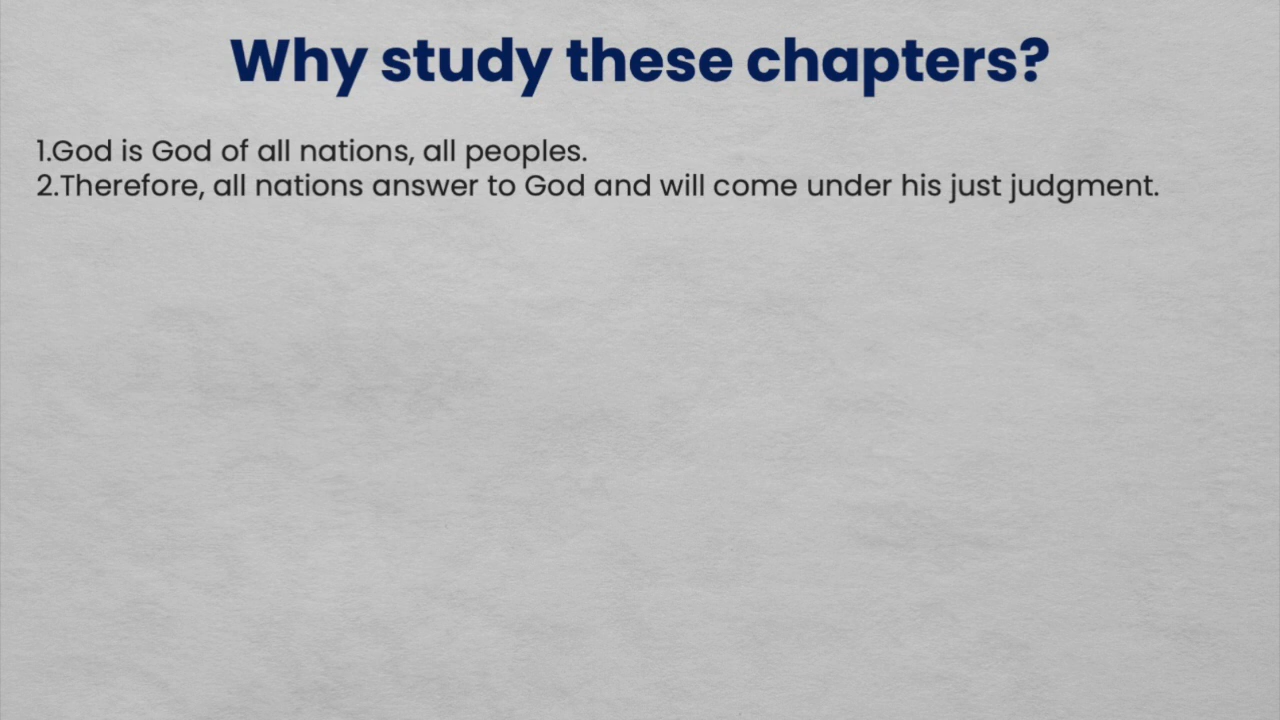 Why study these chapters?
1.God is God of all nations, all peoples.
2.Therefore, all nations answer to God and will come under his just judgment.